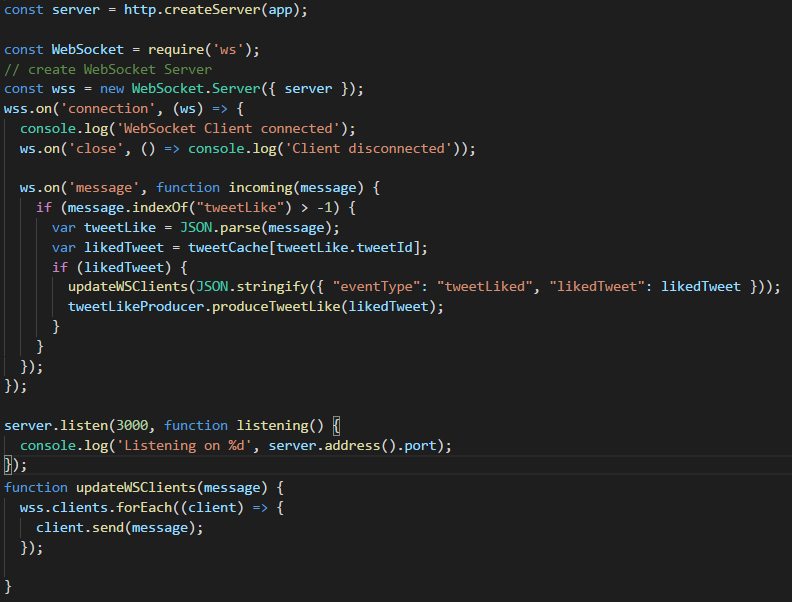 const server = http.createServer(app);

const WebSocket = require('ws');
// create WebSocket Server
const wss = new WebSocket.Server({ server });
wss.on('connection', (ws) => {
  console.log('WebSocket Client connected');
  ws.on('close', () => console.log('Client disconnected'));

  ws.on('message', function incoming(message) {
    if (message.indexOf("tweetLike") > -1) {
      var tweetLike = JSON.parse(message);
      var likedTweet = tweetCache[tweetLike.tweetId];
      if (likedTweet) {
        updateWSClients(JSON.stringify({ "eventType": "tweetLiked", "likedTweet": likedTweet }));
        tweetLikeProducer.produceTweetLike(likedTweet);
      }
    }
  });
});

server.listen(3000, function listening() {
  console.log('Listening on %d', server.address().port);
});
function updateWSClients(message) {
  wss.clients.forEach((client) => {
    client.send(message);
  });

}